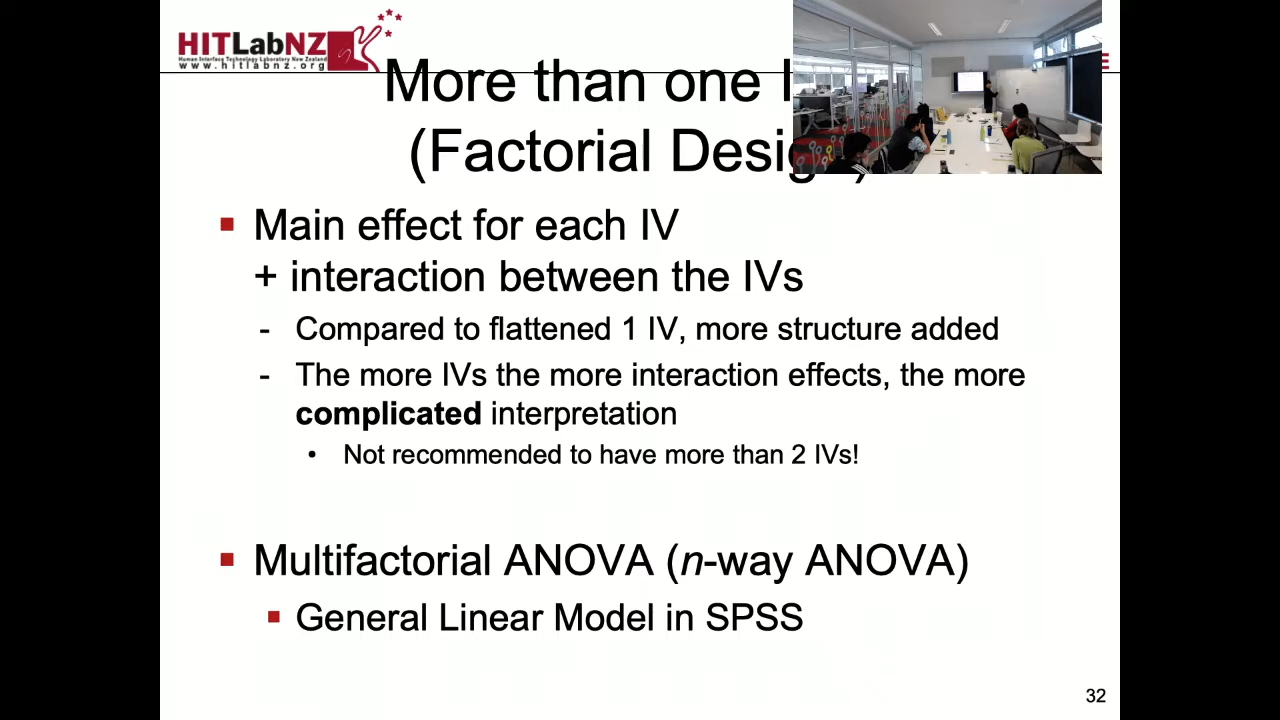 HITLabNZ
Human Interface Technology Laboratory New Zealand
www.hitlabnz.org
More than one
(Factorial Desig
▪ Main effect for each IV
+ interaction between the IVs
- Compared to flattened 1 IV, more structure added
- The more IVs the more interaction effects, the more
complicated interpretation
• Not recommended to have more than 2 IVs!
▪ Multifactorial ANOVA (n-way ANOVA)
▪ General Linear Model in SPSS
32